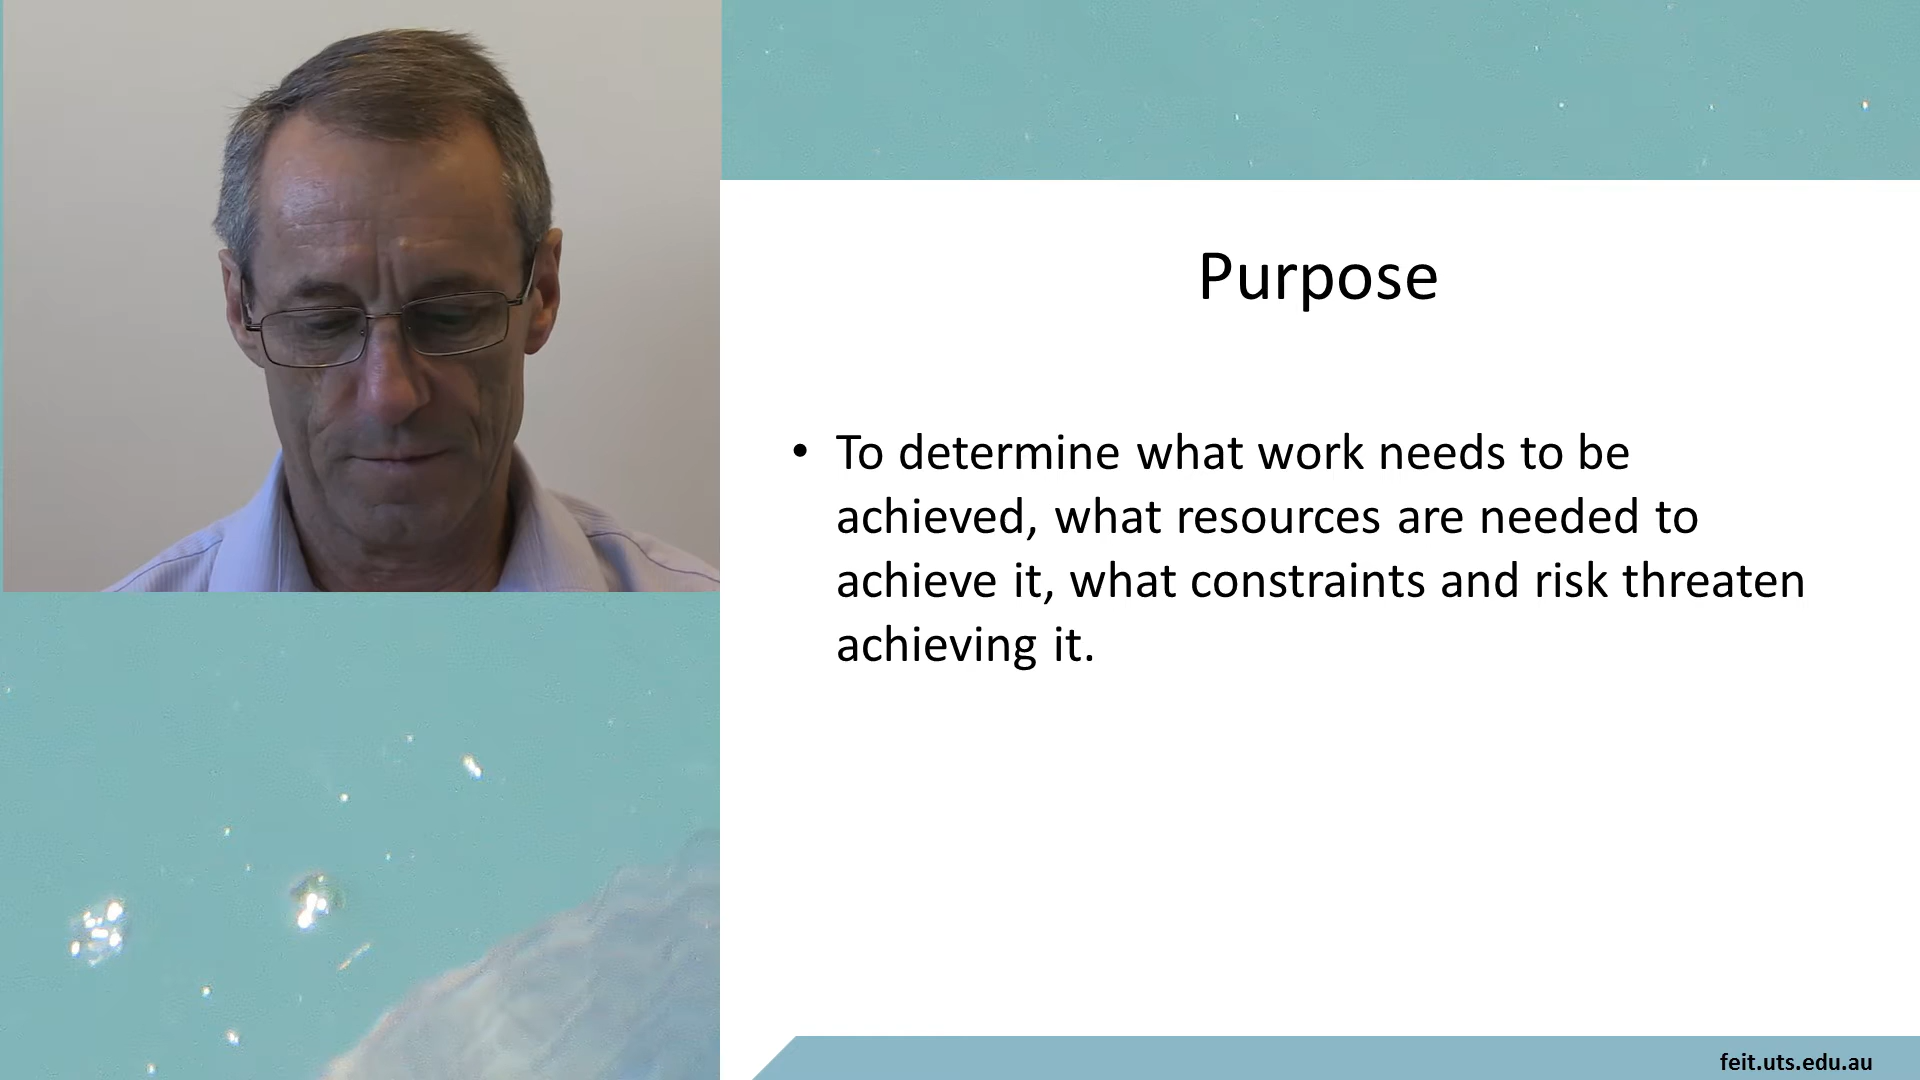 Purpose
• To determine what work needs to be
achieved, what resources are needed to
achieve it, what constraints and risk threaten
achieving it.
feit.uts.edu.au